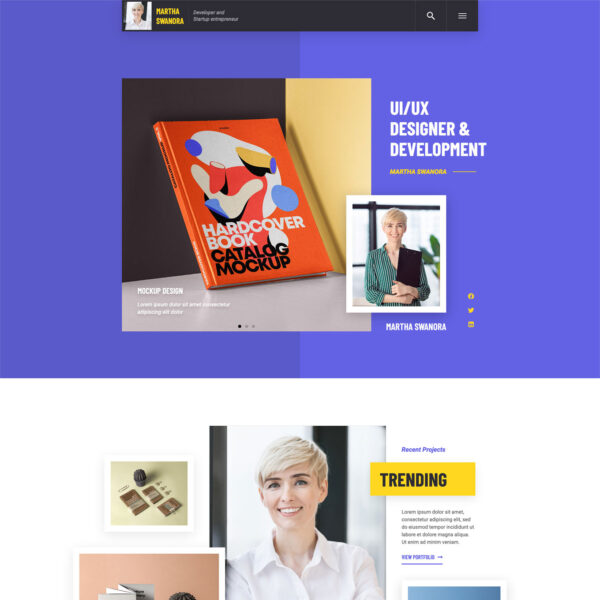 MARTHA
SWANORA
Developer and
Startup entrepreneur
UI/UX
DESIGNER &
DEVELOPMENT
MARTHA SWANORA
HARDCOVER
BOOK
CATALOG
MOCKUP
MOCKUP DESIGN
Lorem ipsum dolor sit amet consectetur
adipiscing elit dolor
MARTHA SWANORA
Recent Projects
TRENDING
Lorem ipsum dolor sit amet,
consectetur adipiscing elit, sed do
eiusmod tempor incididunt ut
labore et dolore magna aliqua.
Ut enim ad minim veniam.
VIEW PORTFOLIO